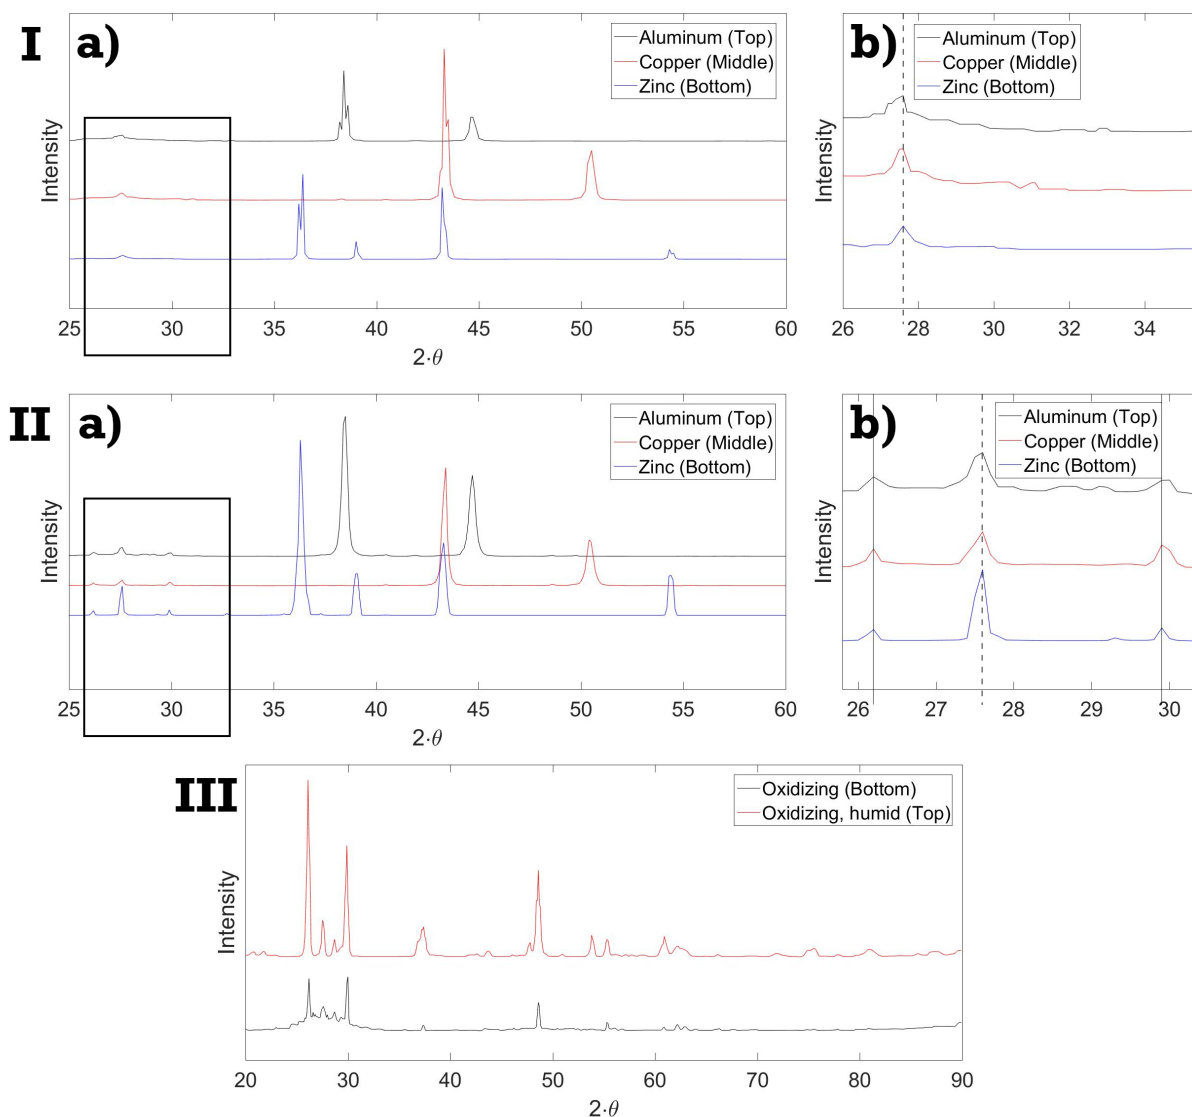 I a)
Aluminum (Top)
Copper (Middle)
Zinc (Bottom)
Intensity
25 30 35 40 45 50 55 60
2·θ
b)
Aluminum (Top)
Copper (Middle)
Zinc (Bottom)
Intensity
26 28 30 32 34
II a)
Aluminum (Top)
Copper (Middle)
Zinc (Bottom)
Intensity
25 30 35 40 45 50 55 60
2·θ
b)
Aluminum (Top)
Copper (Middle)
Zinc (Bottom)
Intensity
26 27 28 29 30
III
Oxidizing (Bottom)
Oxidizing, humid (Top)
Intensity
20 30 40 50 60 70 80 90
2·θ